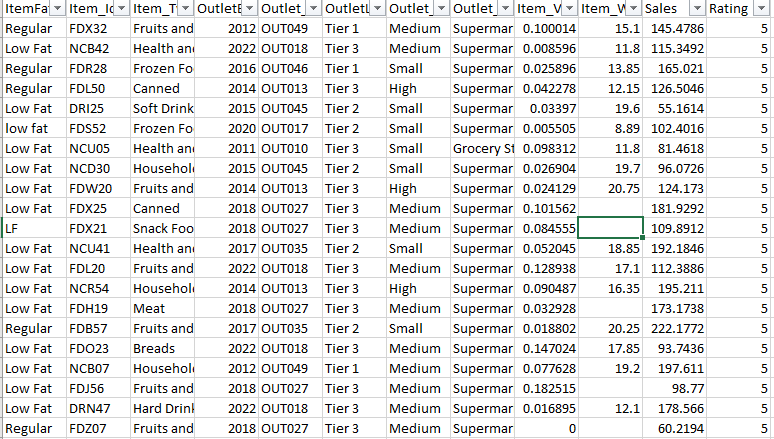 ItemFa Item_Ic Item_Ty OutletE Outlet_ OutletL Outlet_ Outlet_ Item_V Item_W Sales Rating
Regular FDX32 Fruits and 2012 OUT049 Tier 1 Medium Supermar 0.100014 15.1 145.4786 5
Low Fat NCB42 Health and 2022 OUT018 Tier 3 Medium Supermar 0.008596 11.8 115.3492 5
Regular FDR28 Frozen Fo 2016 OUT046 Tier 1 Small Supermar 0.025896 13.85 165.021 5
Regular FDL50 Canned 2014 OUT013 Tier 3 High Supermar 0.042278 12.15 126.5046 5
Low Fat DRI25 Soft Drink 2015 OUT045 Tier 2 Small Supermar 0.03397 19.6 55.1614 5
low fat FDS52 Frozen Fo 2020 OUT017 Tier 2 Small Supermar 0.005505 8.89 102.4016 5
Low Fat NCU05 Health and 2011 OUT010 Tier 3 Small Grocery St 0.098312 11.8 81.4618 5
Low Fat NCD30 Househol 2015 OUT045 Tier 2 Small Supermar 0.026904 19.7 96.0726 5
Low Fat FDW20 Fruits and 2014 OUT013 Tier 3 High Supermar 0.024129 20.75 124.173 5
Low Fat FDX25 Canned 2018 OUT027 Tier 3 Medium Supermar 0.101562 181.9292 5
LF FDX21 Snack Foo 2018 OUT027 Tier 3 Medium Supermar 0.084555 109.8912 5
Low Fat NCU41 Health and 2017 OUT035 Tier 2 Small Supermar 0.052045 18.85 192.1846 5
Low Fat FDL20 Fruits and 2022 OUT018 Tier 3 Medium Supermar 0.128938 17.1 112.3886 5
Low Fat NCR54 Househol 2014 OUT013 Tier 3 High Supermar 0.090487 16.35 195.211 5
Low Fat FDH19 Meat 2018 OUT027 Tier 3 Medium Supermar 0.032928 173.1738 5
Regular FDB57 Fruits and 2017 OUT035 Tier 2 Small Supermar 0.018802 20.25 222.1772 5
Low Fat FDO23 Breads 2022 OUT018 Tier 3 Medium Supermar 0.147024 17.85 93.7436 5
Low Fat NCB07 Househol 2012 OUT049 Tier 1 Medium Supermar 0.077628 19.2 197.611 5
Low Fat FDJ56 Fruits and 2018 OUT027 Tier 3 Medium Supermar 0.182515 98.77 5
Low Fat DRN47 Hard Drink 2022 OUT018 Tier 3 Medium Supermar 0.016895 12.1 178.566 5
Regular FDZ07 Fruits and 2018 OUT027 Tier 3 Medium Supermar 0 60.2194 5